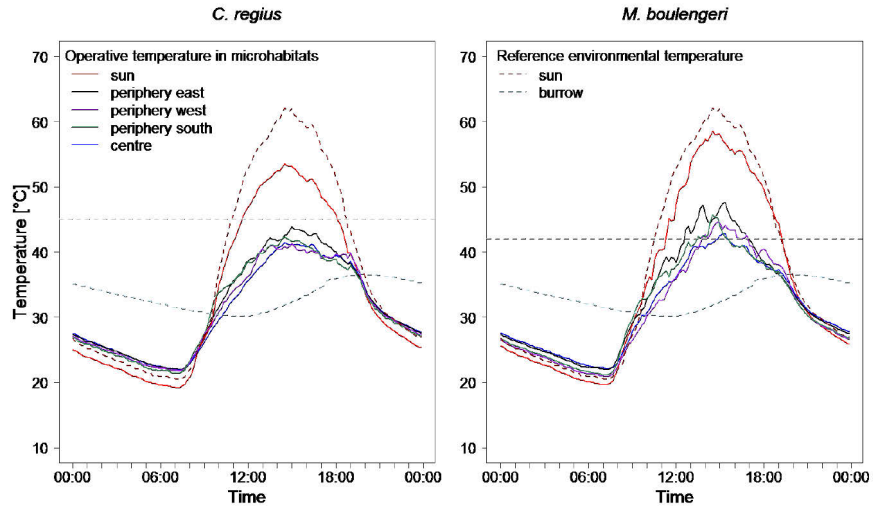 C. regius
M. boulengeri
Operative temperature in microhabitats
sun
periphery east
periphery west
periphery south
centre
Reference environmental temperature
sun
burrow
Temperature [°C]
70
60
50
40
30
20
10
00:00 06:00 12:00 18:00 00:00
Time
70
60
50
40
30
20
10
00:00 06:00 12:00 18:00 00:00
Time